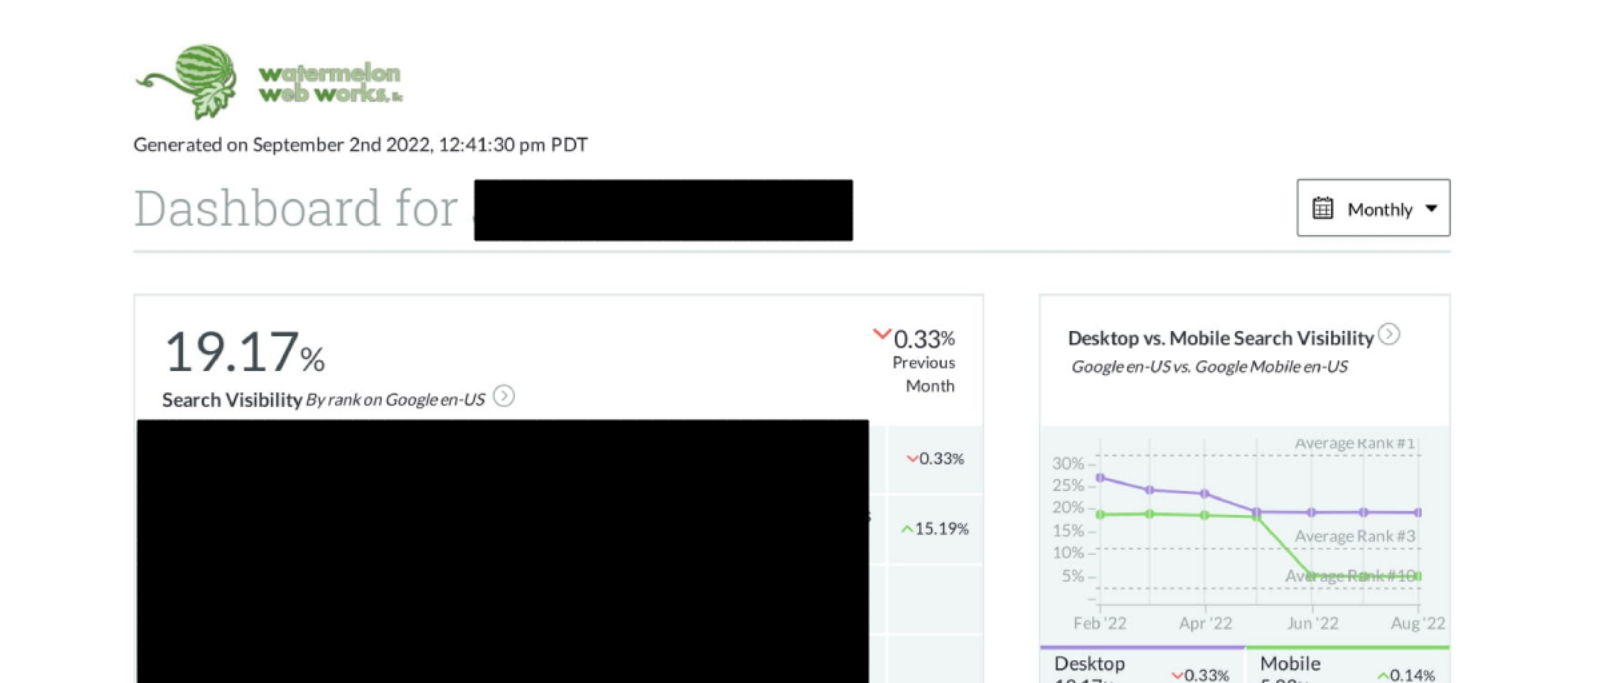 watermelon
web works, llc
Generated on September 2nd 2022, 12:41:30 pm PDT
Dashboard for
Monthly
19.17%
0.33%
Previous
Month
Search Visibility By rank on Google en-US
0.33%
15.19%
Desktop vs. Mobile Search Visibility
Google en-US vs. Google Mobile en-US
Average Rank #1
30%
25%
20%
15%
Average Rank #3
10%
5%
Average Rank #10
Feb '22
Apr '22
Jun '22
Aug '22
Desktop
0.33%
Mobile
0.14%